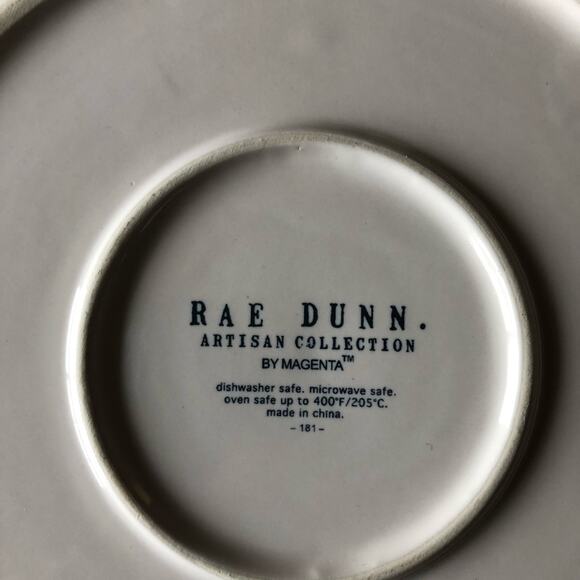 RAE DUNN.
ARTISAN COLLECTION
BY MAGENTA™
dishwasher safe. microwave safe.
oven safe up to 400°F/205°C.
made in china.
– 181 –